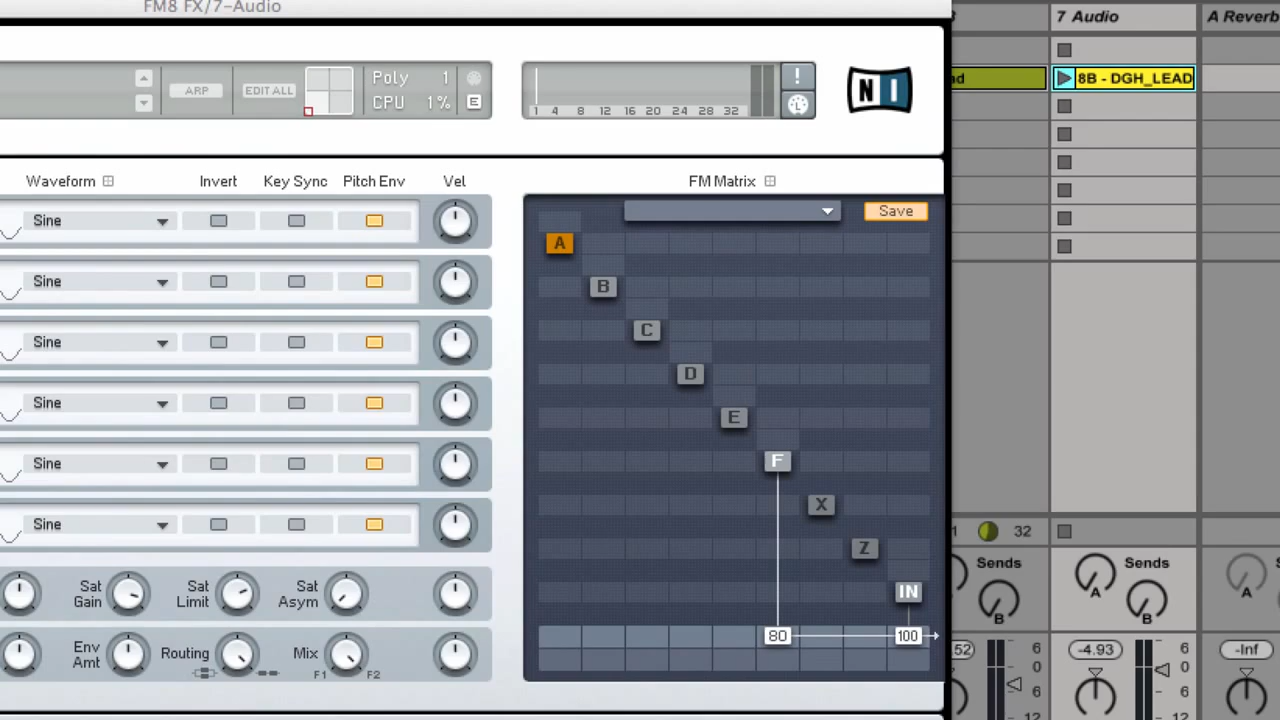 FM8 FX/7-Audio
7 Audio
A Reverb
ARP
EDIT ALL
Poly 1
CPU 1%
E
!
1 4 8 12 16 20 24 28 32
NI
8B - DGH_LEAD
Waveform
Invert
Key Sync
Pitch Env
Vel
FM Matrix
Save
Sine
Sine
Sine
Sine
Sine
Sine
A
B
C
D
E
F
X
Z
IN
80
100
Sat Gain
Sat Limit
Sat Asym
Env Amt
Routing
Mix
F1
F2
32
Sends
B
Sends
A
B
A
-4.93
-Inf
6
0
6
12
6
0
6
12